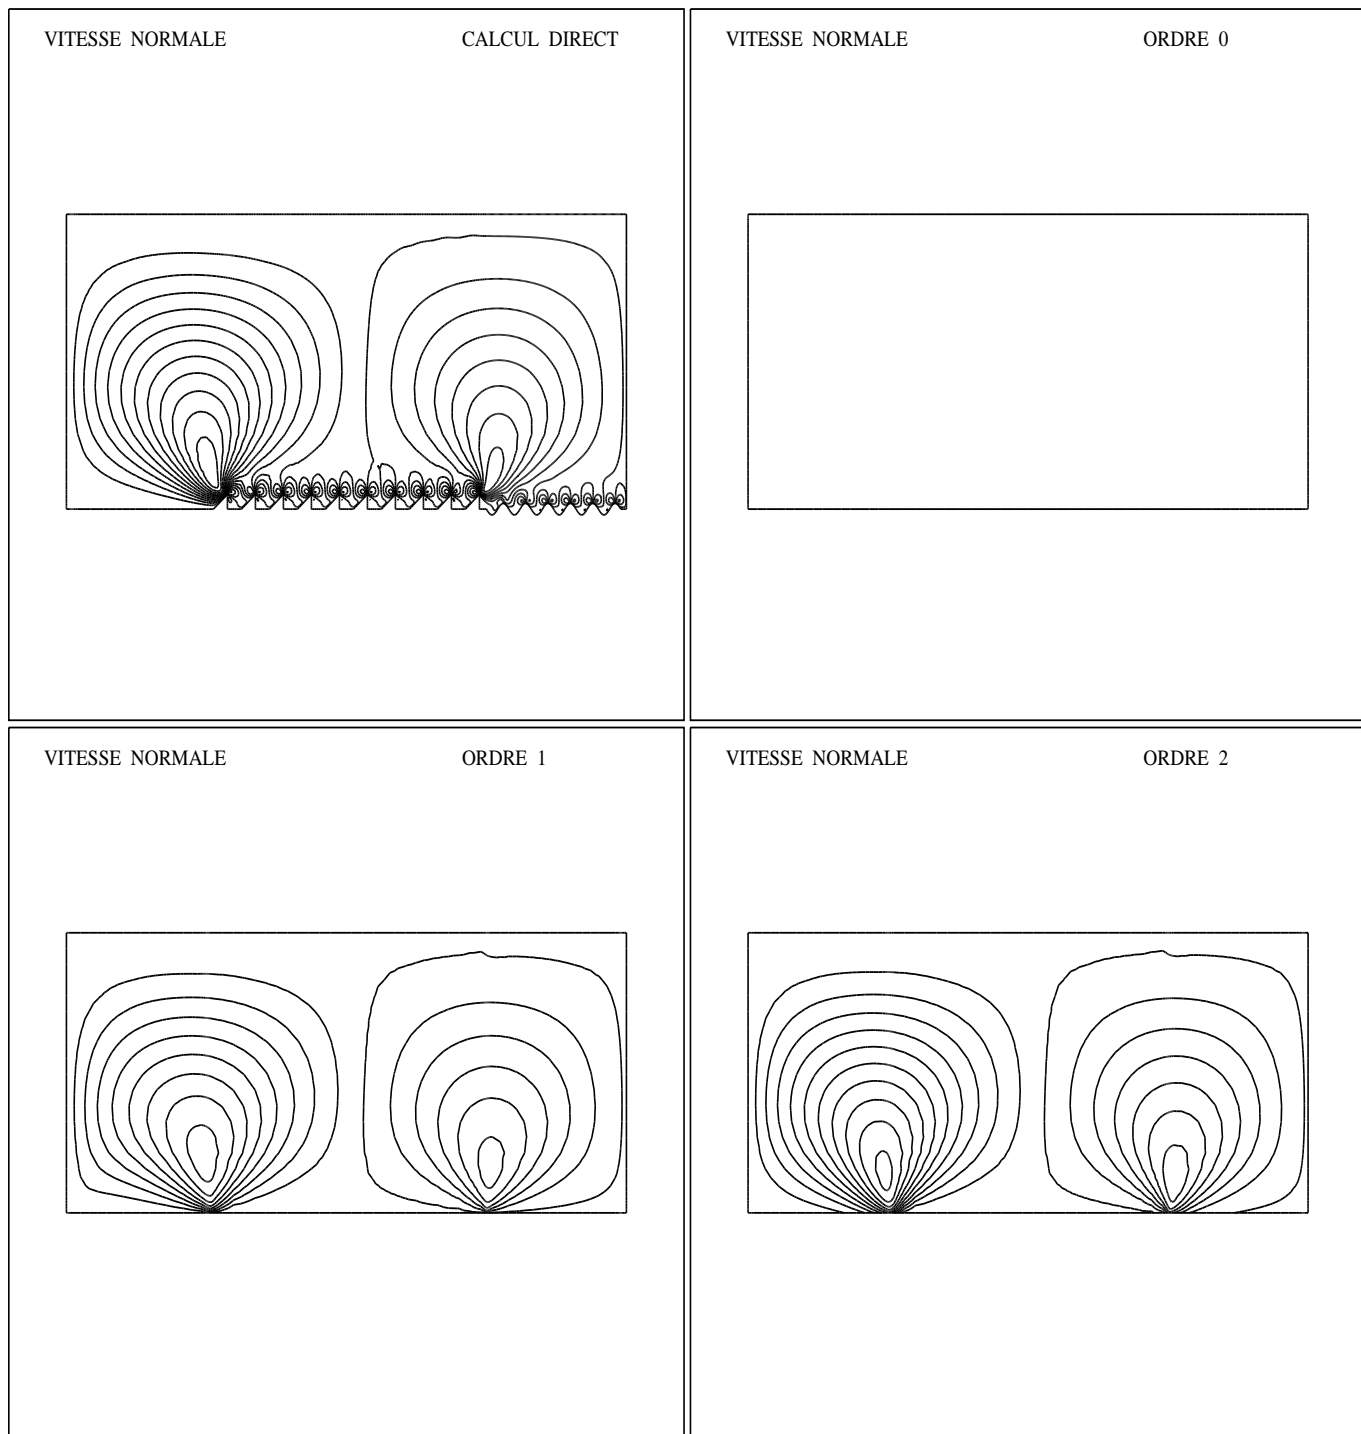 VITESSE NORMALE CALCUL DIRECT
VITESSE NORMALE ORDRE 0
VITESSE NORMALE ORDRE 1
VITESSE NORMALE ORDRE 2